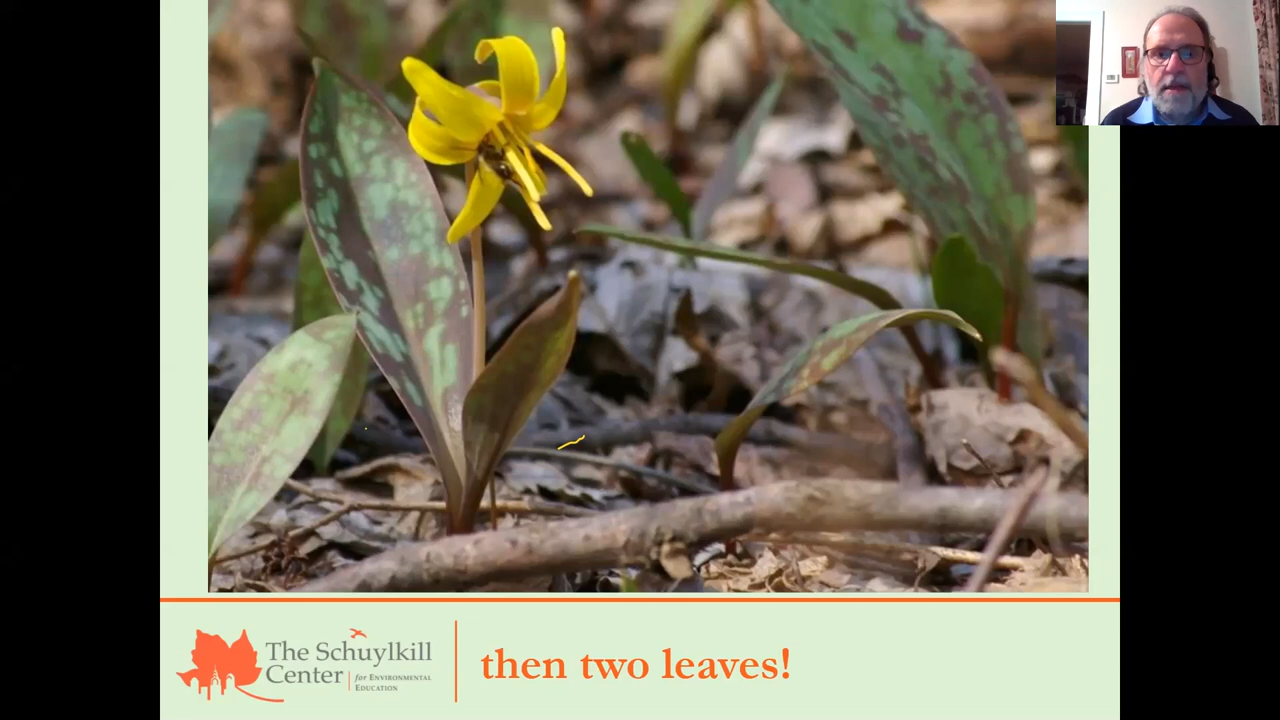 The Schuylkill
Center
for Environmental
Education
then two leaves!